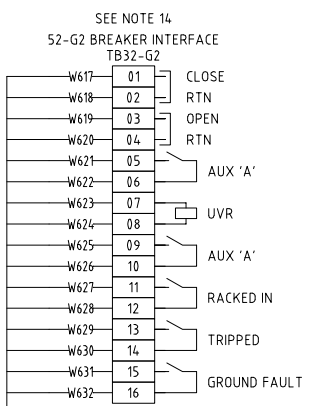 SEE NOTE 14
52-G2 BREAKER INTERFACE
TB32-G2
W617 01 CLOSE
W618 02 RTN
W619 03 OPEN
W620 04 RTN
W621 05
AUX 'A'
W622 06
W623 07
UVR
W624 08
W625 09
AUX 'A'
W626 10
W627 11
RACKED IN
W628 12
W629 13
TRIPPED
W630 14
W631 15
GROUND FAULT
W632 16